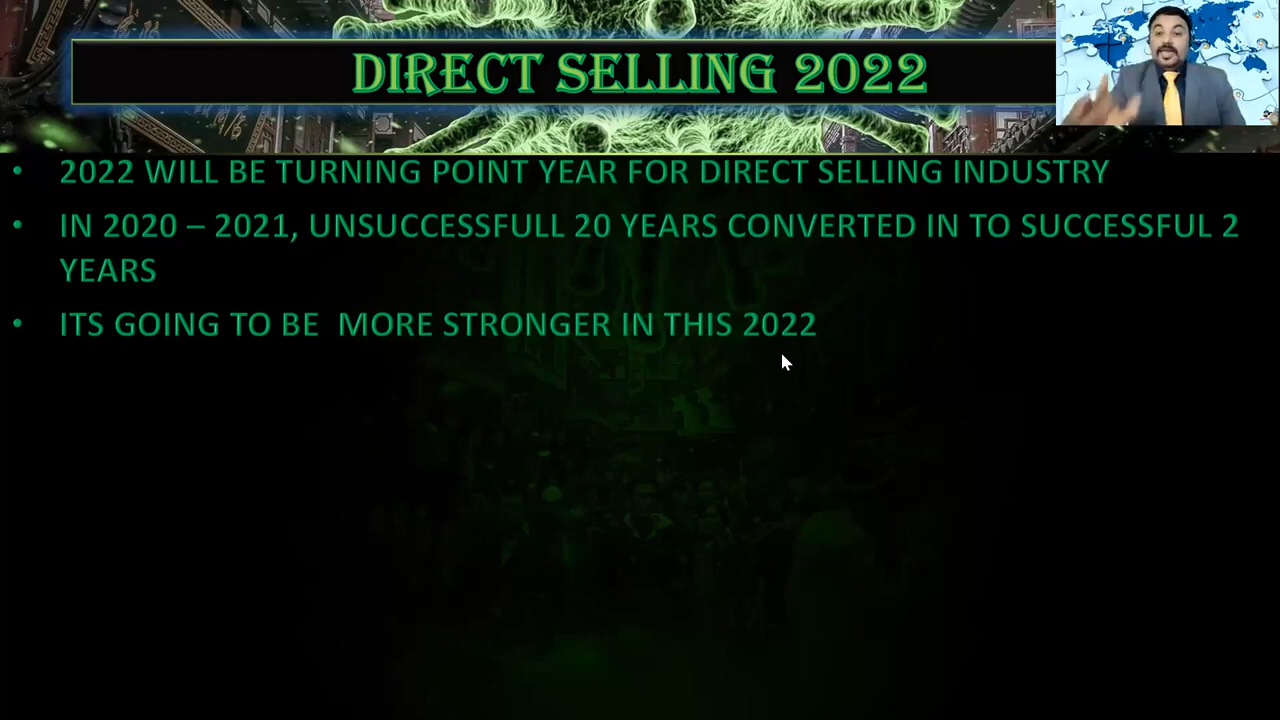 DIRECT SELLING 2022
• 2022 WILL BE TURNING POINT YEAR FOR DIRECT SELLING INDUSTRY
• IN 2020 – 2021, UNSUCCESSFULL 20 YEARS CONVERTED IN TO SUCCESSFUL 2
YEARS
• ITS GOING TO BE  MORE STRONGER IN THIS 2022